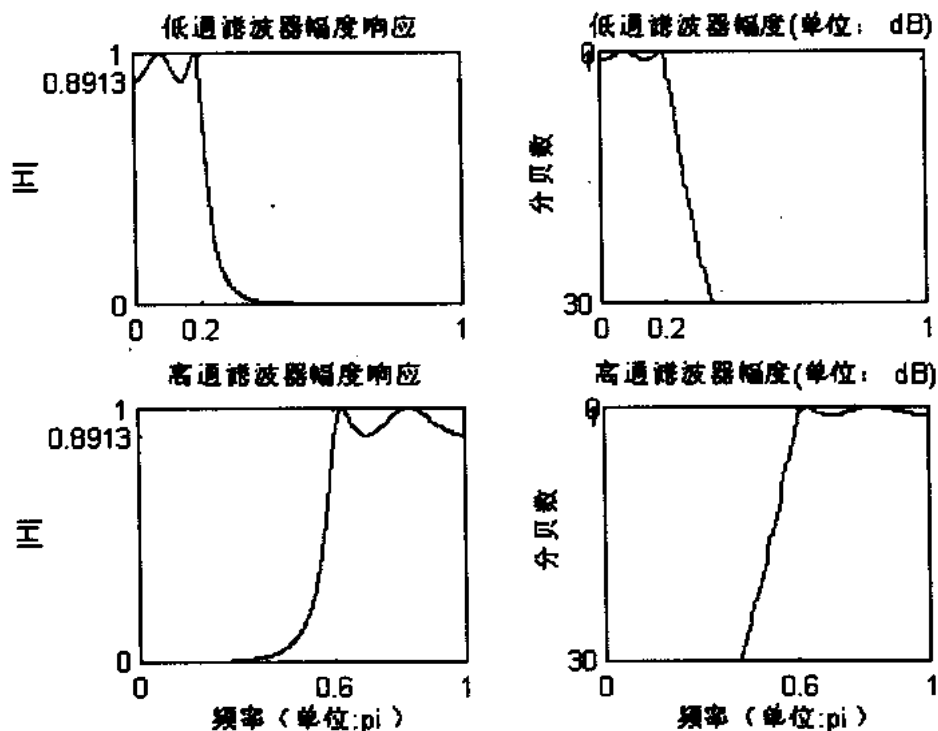 低通滤波器幅度响应
1
0.8913
|H|
0
0 0.2 1
低通滤波器幅度(单位: dB)
0
分贝数
30
0 0.2 1
高通滤波器幅度响应
1
0.8913
|H|
0
0 0.6 1
频率(单位:pi)
高通滤波器幅度(单位: dB)
0
分贝数
30
0 0.6 1
频率(单位:pi)